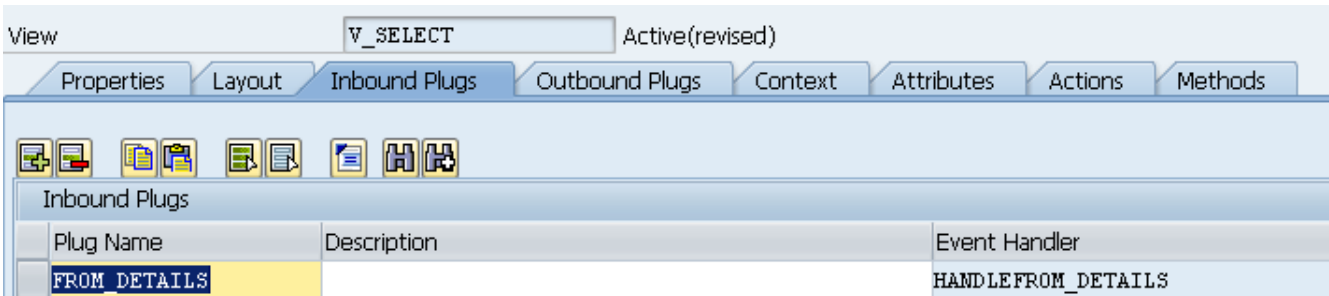 View V_SELECT Active(revised)
Properties Layout Inbound Plugs Outbound Plugs Context Attributes Actions Methods
Inbound Plugs
Plug Name Description Event Handler
FROM_DETAILS HANDLEFROM_DETAILS